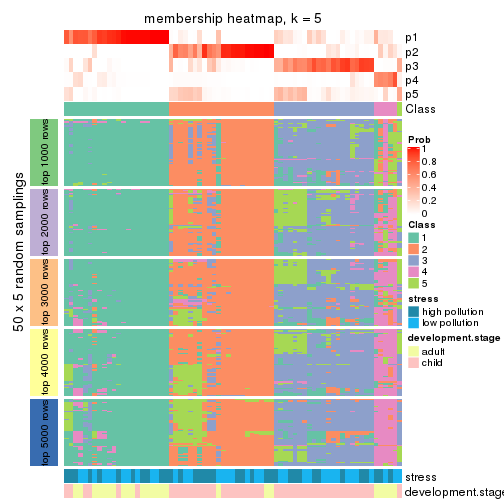 membership heatmap, k = 5
p1
p2
p3
p4
p5
Class
50 x 5 random samplings
top 1000 rows
top 2000 rows
top 3000 rows
top 4000 rows
top 5000 rows
stress
development.stage
Prob
1
0.8
0.6
0.4
0.2
0
Class
1
2
3
4
5
stress
high pollution
low pollution
development.stage
adult
child